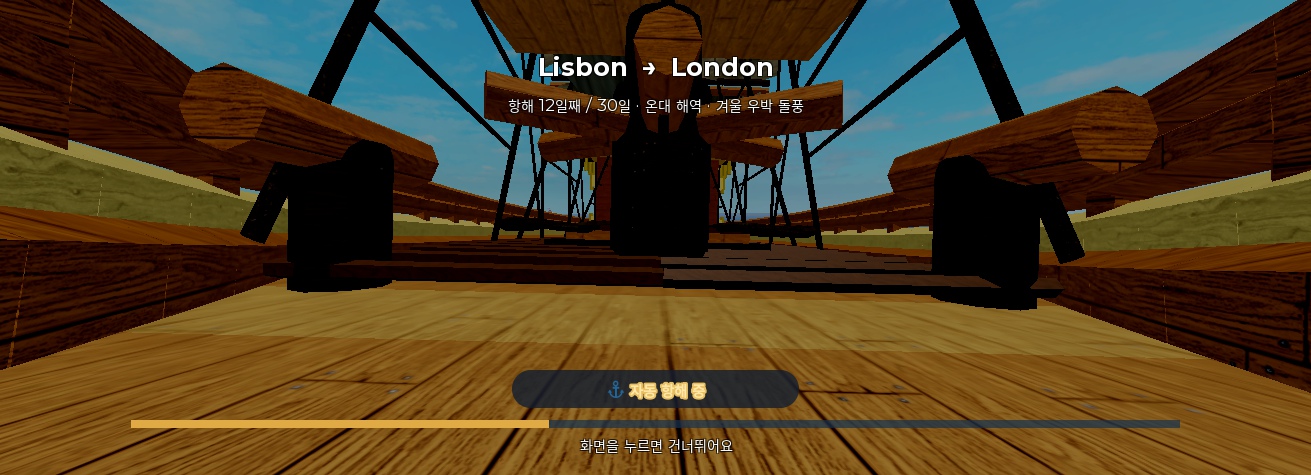 Lisbon → London
항해 12일째 / 30일 · 온대 해역 · 겨울 우박 돌풍
⚓ 자동 항해 중
화면을 누르면 건너뛰어요